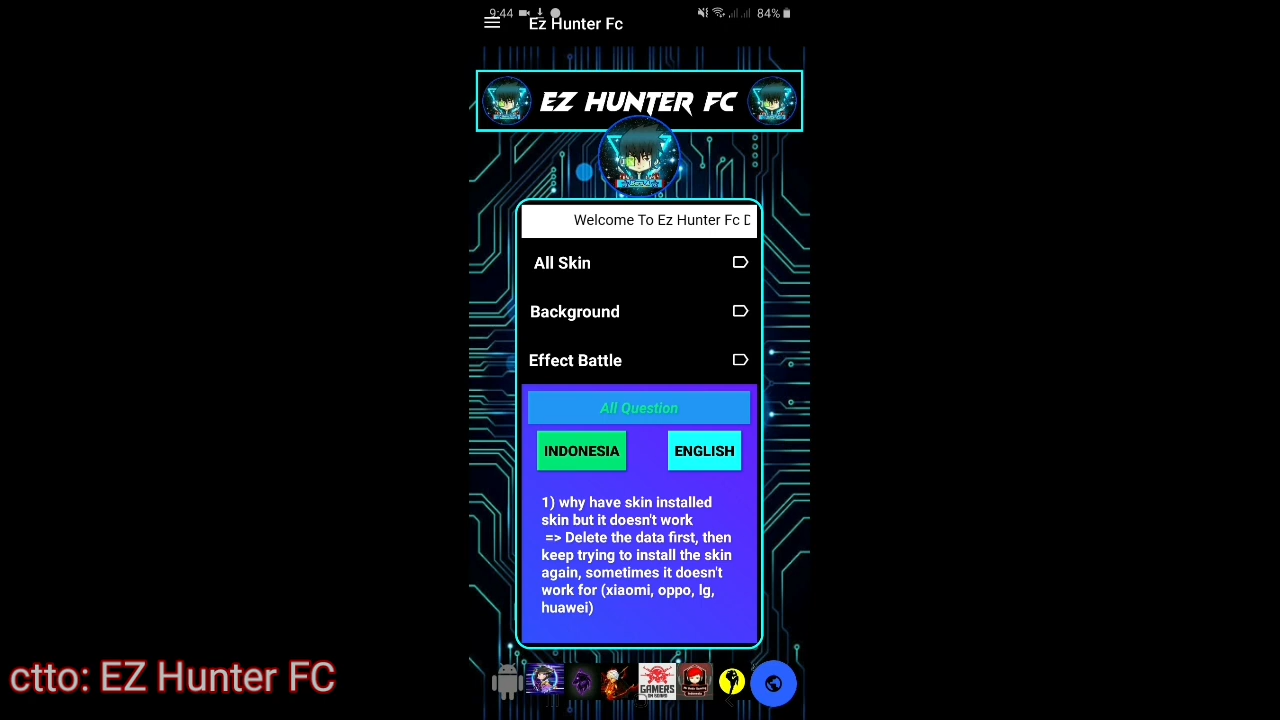 9:44
84%
Ez Hunter Fc
EZ HUNTER FC
Welcome To Ez Hunter Fc D
All Skin
Background
Effect Battle
All Question
INDONESIA
ENGLISH
1) why have skin installed
skin but it doesn't work
=> Delete the data first, then
keep trying to install the skin
again, sometimes it doesn't
work for (xiaomi, oppo, lg,
huawei)
GAMERS
ctto: EZ Hunter FC